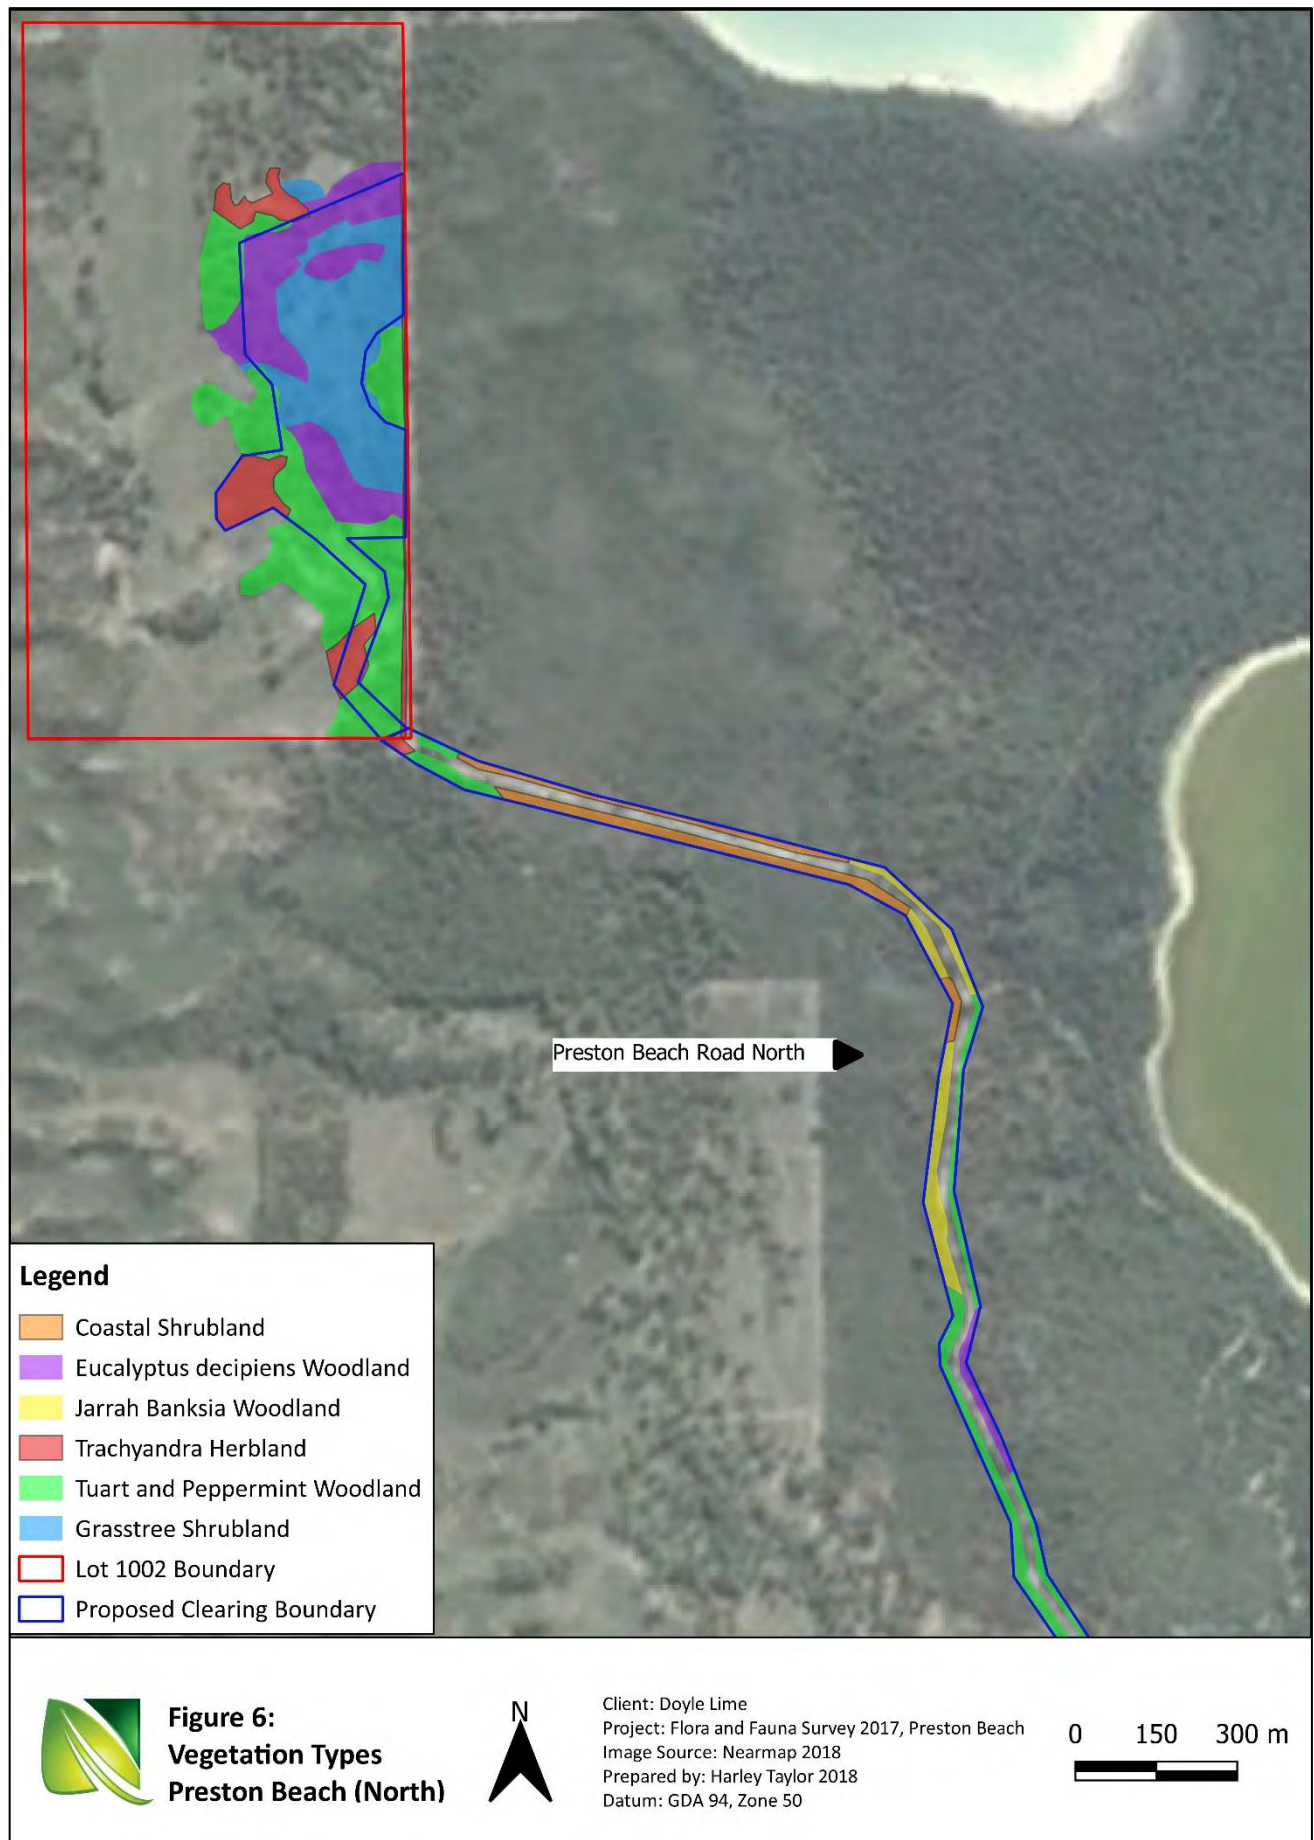 Preston Beach Road North
Legend
Coastal Shrubland
Eucalyptus decipiens Woodland
Jarrah Banksia Woodland
Trachyandra Herbland
Tuart and Peppermint Woodland
Grasstree Shrubland
Lot 1002 Boundary
Proposed Clearing Boundary
Figure 6:
Vegetation Types
Preston Beach (North)
N
Client: Doyle Lime
Project: Flora and Fauna Survey 2017, Preston Beach
Image Source: Nearmap 2018
Prepared by: Harley Taylor 2018
Datum: GDA 94, Zone 50
0 150 300 m